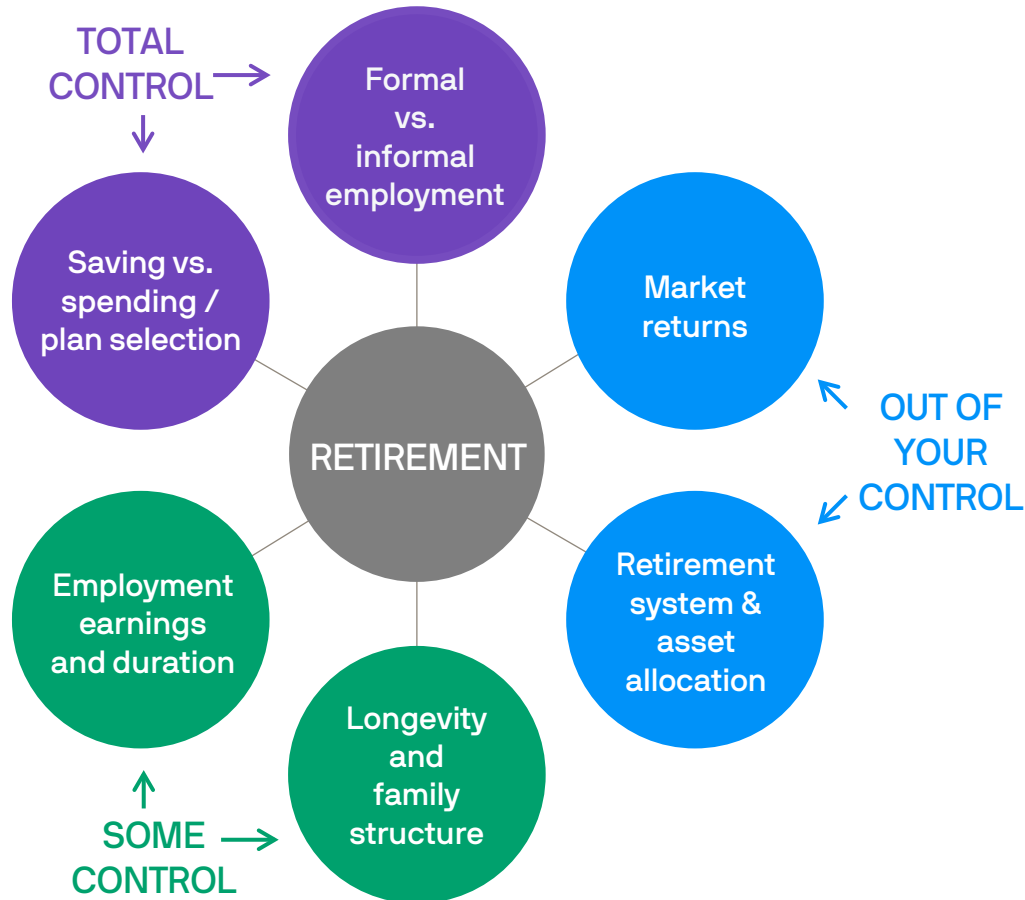 TOTAL
CONTROL
Formal
vs.
informal
employment
Saving vs.
spending /
plan selection
Market
returns
RETIREMENT
OUT OF
YOUR
CONTROL
Employment
earnings
and duration
Retirement
system &
asset
allocation
Longevity
and
family
structure
SOME
CONTROL